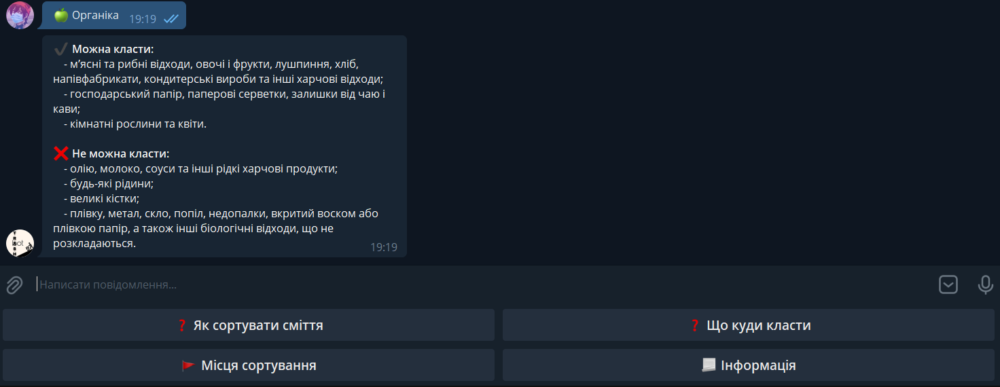 🍏 Органіка 19:19
✔️ Можна класти:
- м’ясні та рибні відходи, овочі і фрукти, лушпиння, хліб,
напівфабрикати, кондитерські вироби та інші харчові відходи;
- господарський папір, паперові серветки, залишки від чаю і
кави;
- кімнатні рослини та квіти.
❌ Не можна класти:
- олію, молоко, соуси та інші рідкі харчові продукти;
- будь-які рідини;
- великі кістки;
- плівку, метал, скло, попіл, недопалки, вкритий воском або
плівкою папір, а також інші біологічні відходи, що не
розкладаються.
19:19
TRASH
bot
Написати повідомлення...
❓ Як сортувати сміття
❓ Що куди класти
🚩 Місця сортування
📃 Інформація